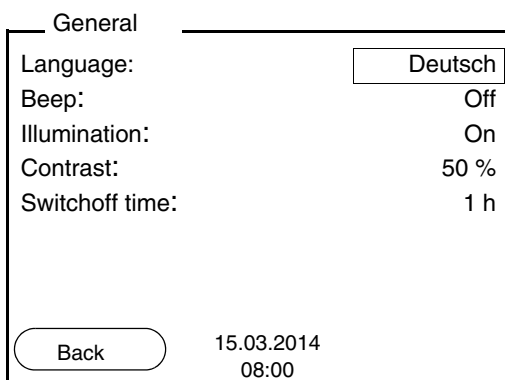 General
Language: Deutsch
Beep: Off
Illumination: On
Contrast: 50 %
Switchoff time: 1 h
Back 15.03.2014
08:00